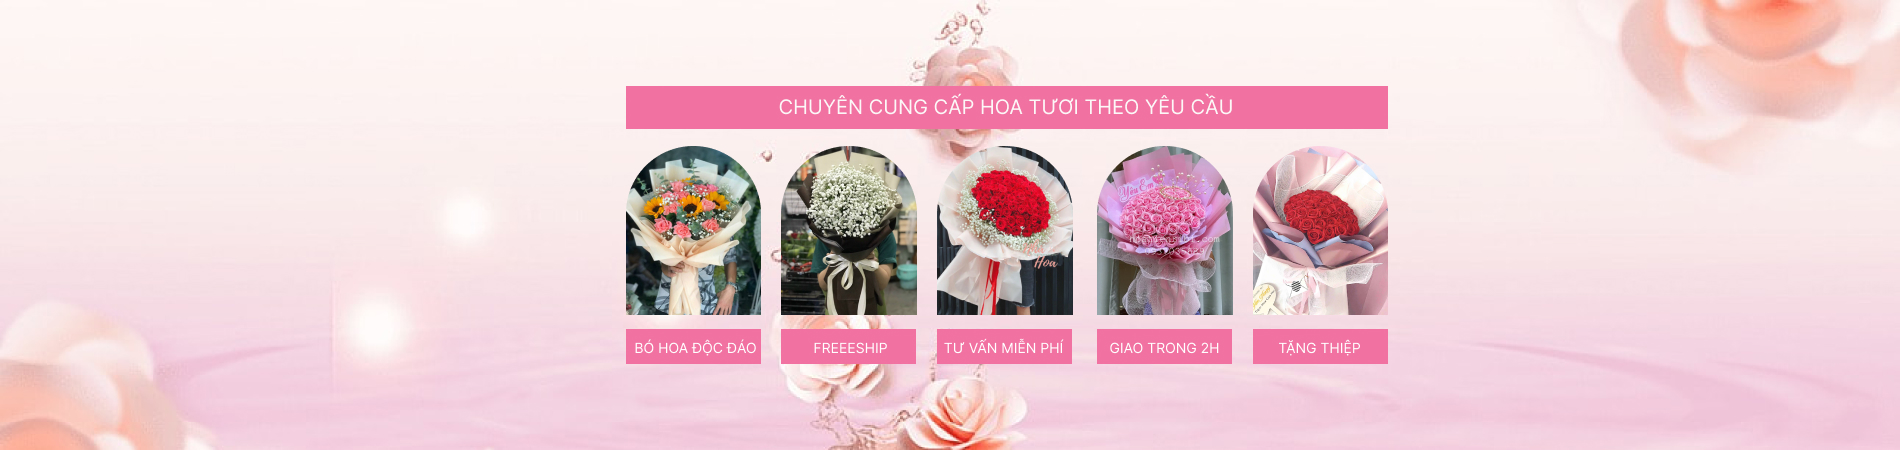 CHUYÊN CUNG CẤP HOA TƯƠI THEO YÊU CẦU
Hoa
BÓ HOA ĐỘC ĐÁO
FREEESHIP
TƯ VẤN MIỄN PHÍ
GIAO TRONG 2H
TẶNG THIỆP